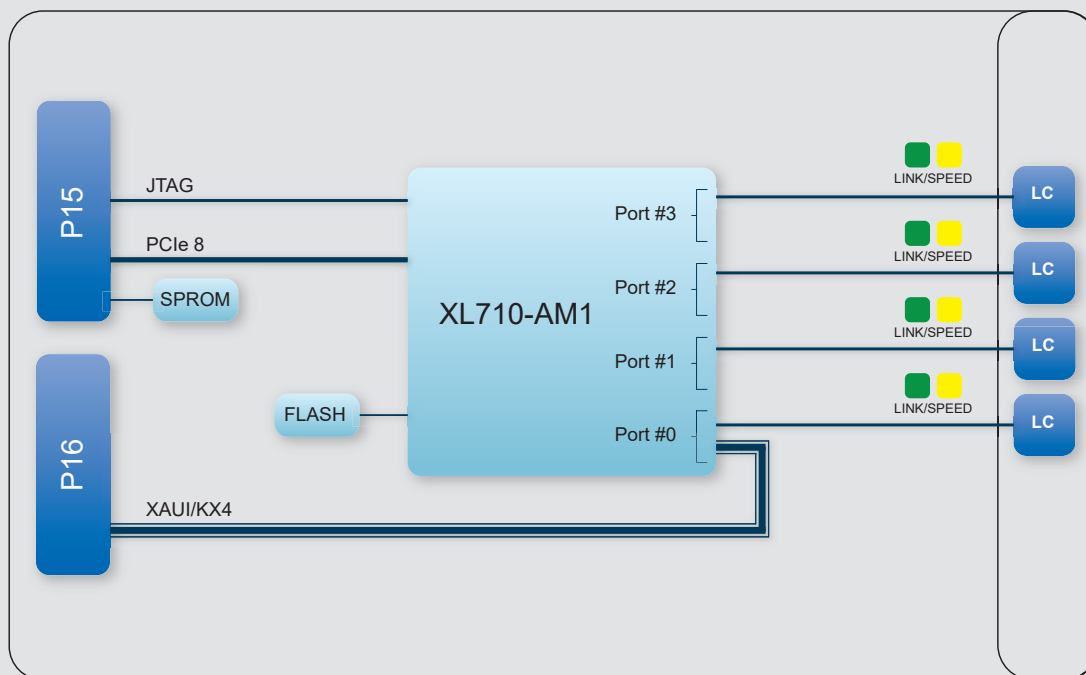 P15
JTAG
PCIe 8
SPROM
P16
XAUI/KX4
FLASH
XL710-AM1
Port #3
Port #2
Port #1
Port #0
LINK/SPEED
LC
LINK/SPEED
LC
LINK/SPEED
LC
LINK/SPEED
LC